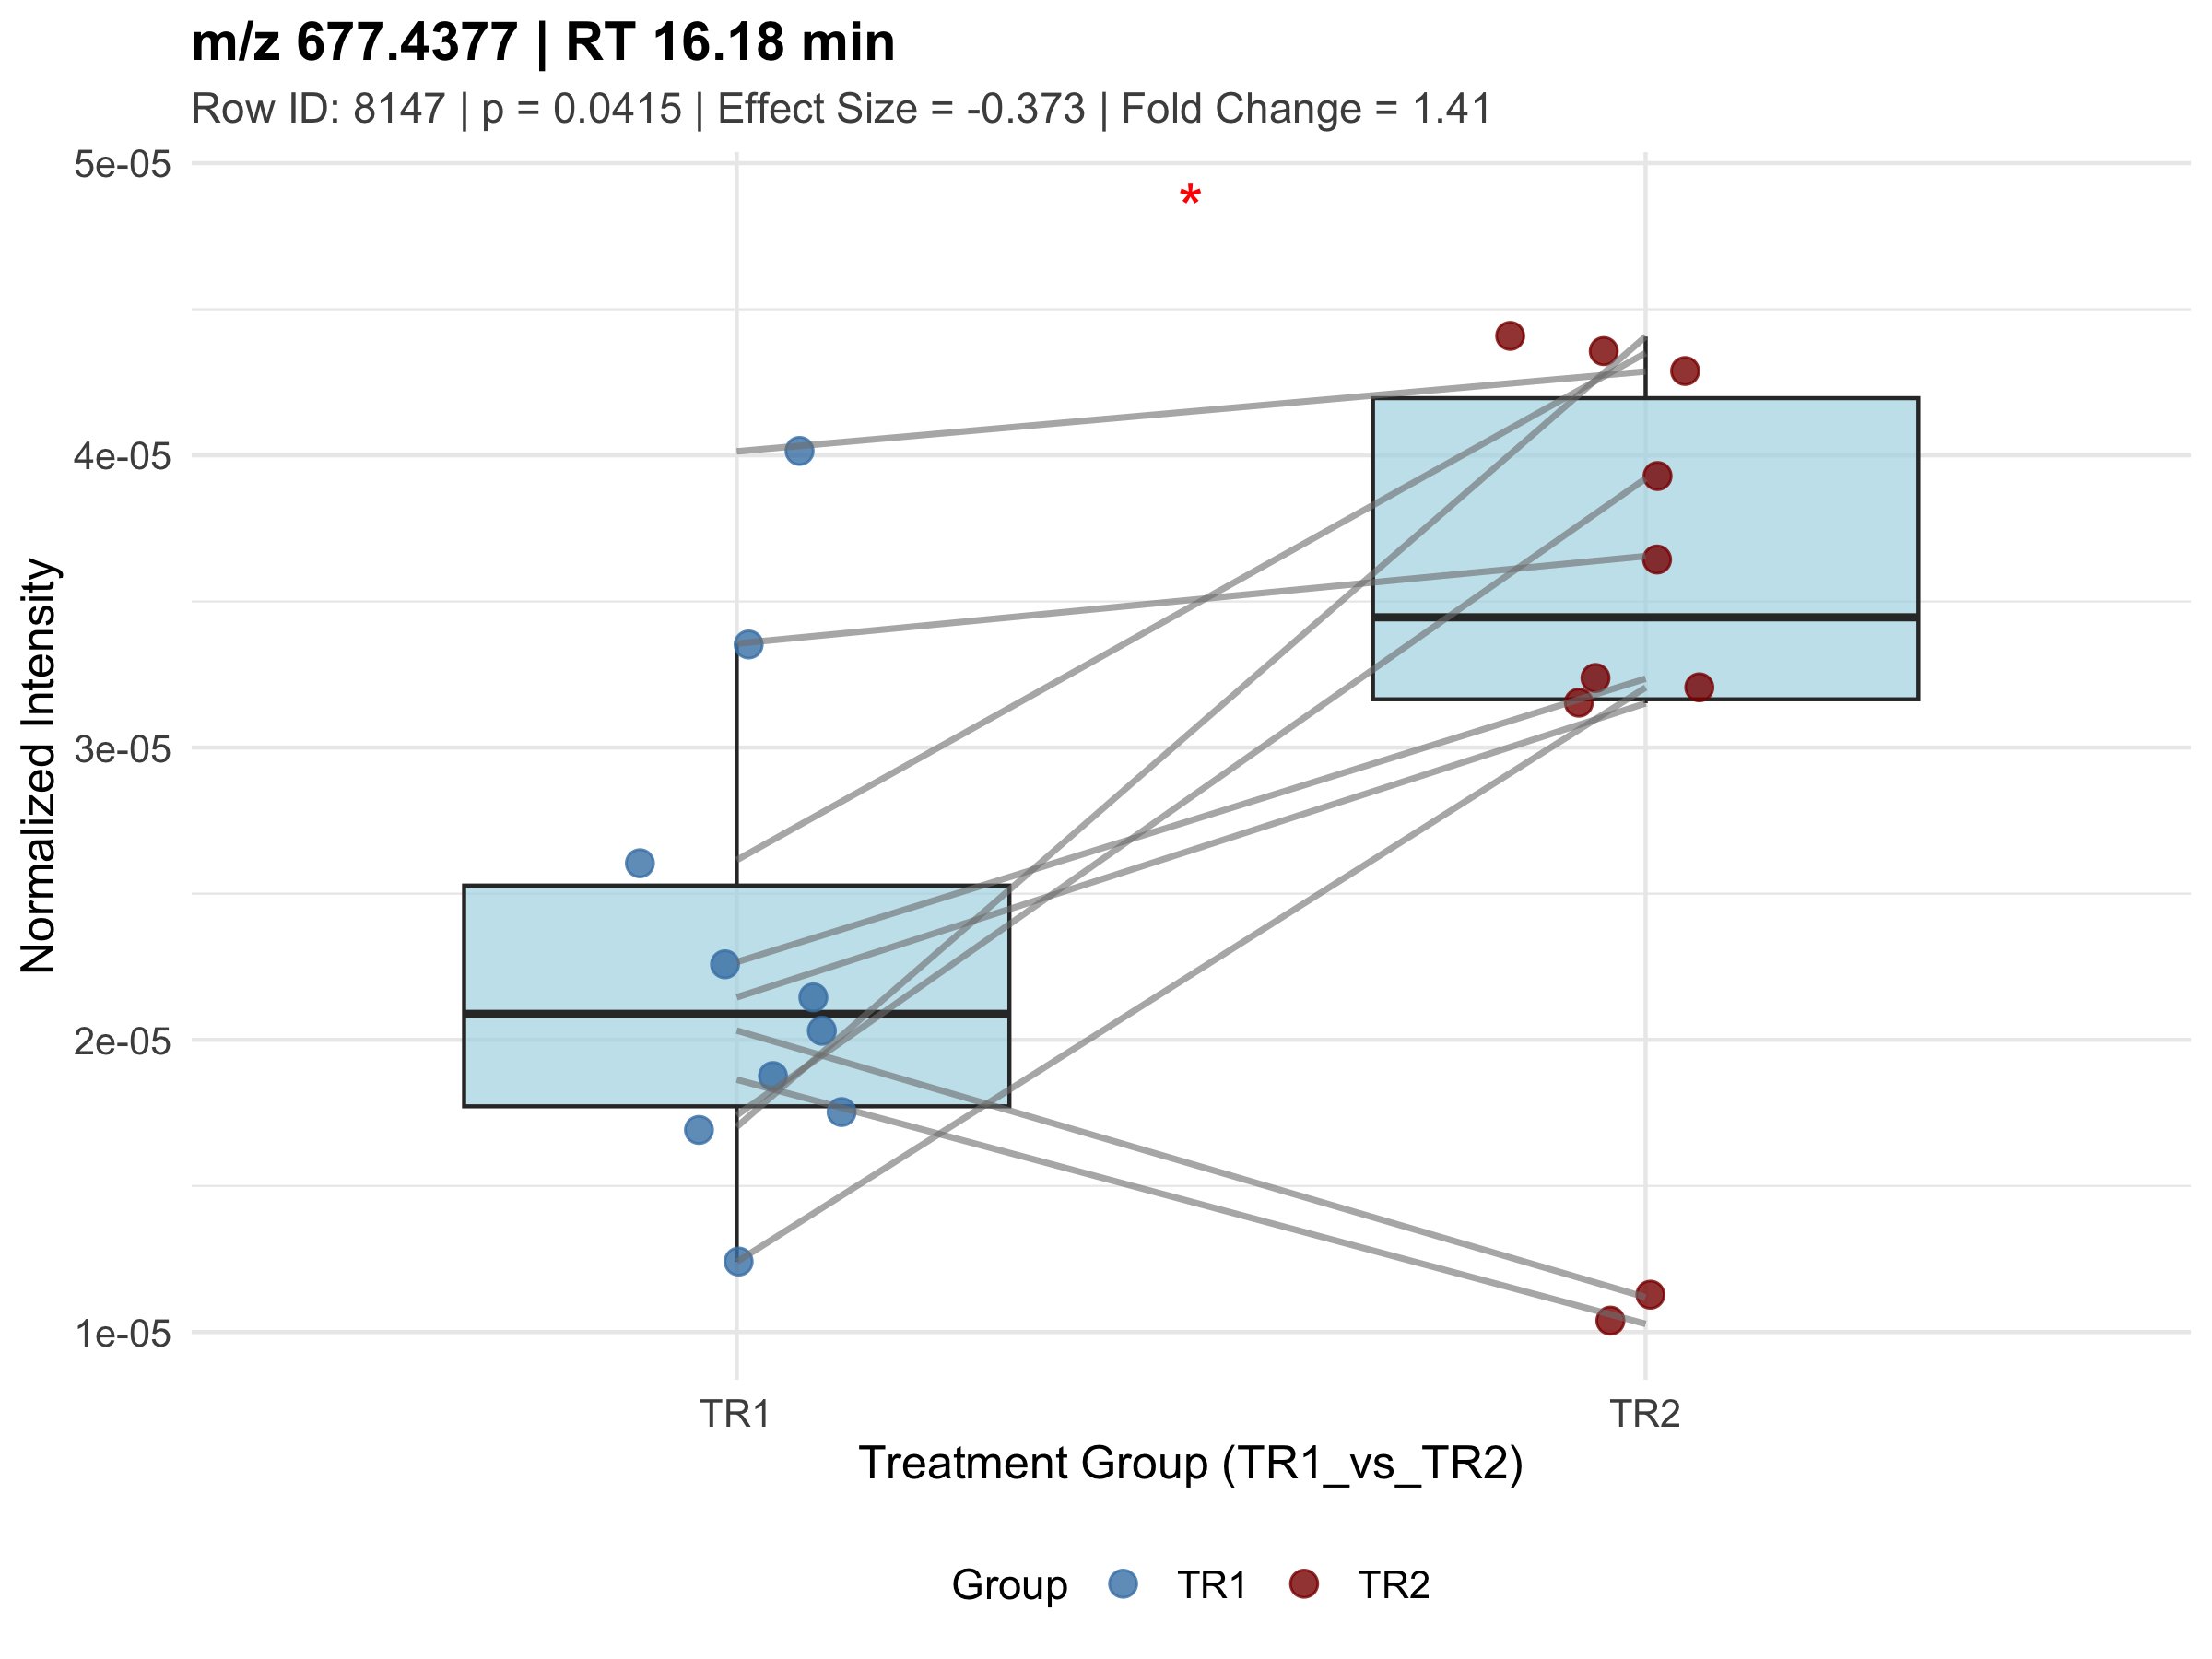 m/z 677.4377 | RT 16.18 min
Row ID: 8147 | p = 0.0415 | Effect Size = -0.373 | Fold Change = 1.41
5e-05
*
4e-05
3e-05
2e-05
1e-05
Normalized Intensity
TR1
TR2
Treatment Group (TR1_vs_TR2)
Group TR1 TR2